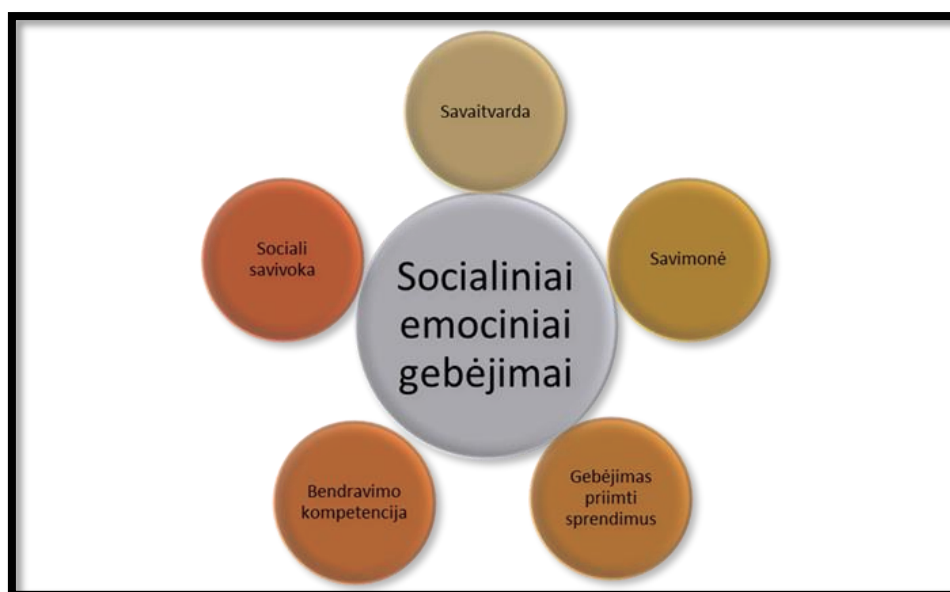 Savaitvarda
Sociali
savivoka
Savimonė
Socialiniai
emociniai
gebėjimai
Bendravimo
kompetencija
Gebėjimas
priimti
sprendimus